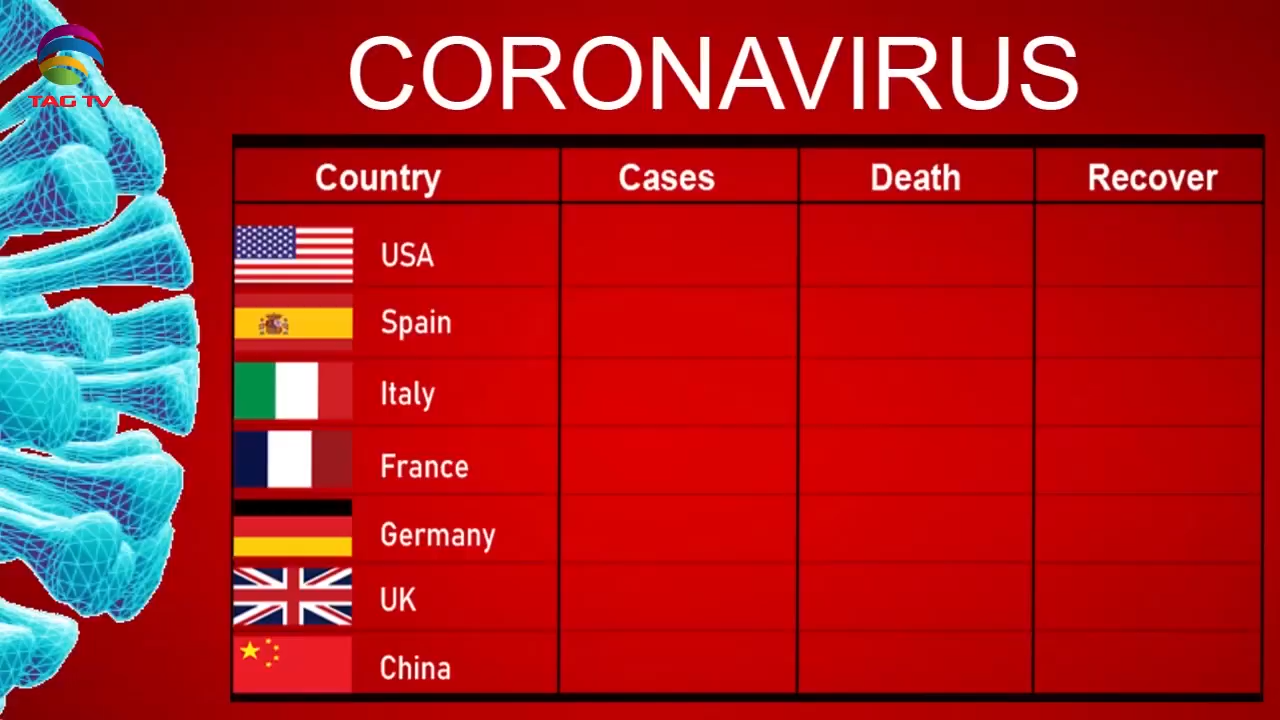 TAG TV
CORONAVIRUS
Country Cases Death Recover
USA
Spain
Italy
France
Germany
UK
China